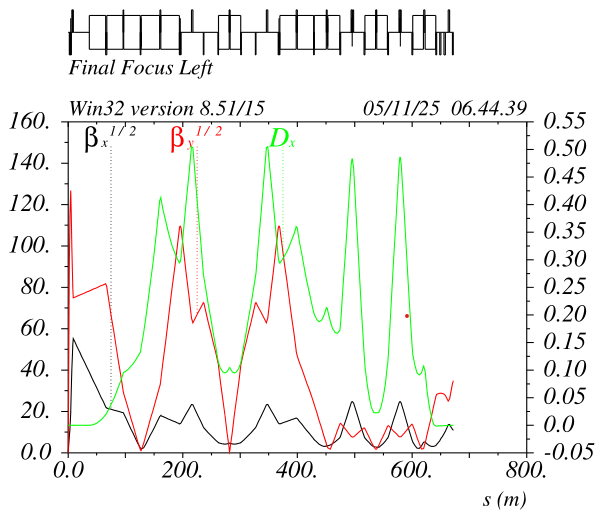 Final Focus Left
Win32 version 8.51/15 05/11/25 06.44.39
βx1/2 βy1/2 Dx
160. 0.55
140. 0.50
120. 0.45
100. 0.40
80. 0.35
60. 0.30
40. 0.25
20. 0.20
0.0 0.15
0.10
0.05
0.0
-0.05
0.0 200. 400. 600. 800.
s (m)